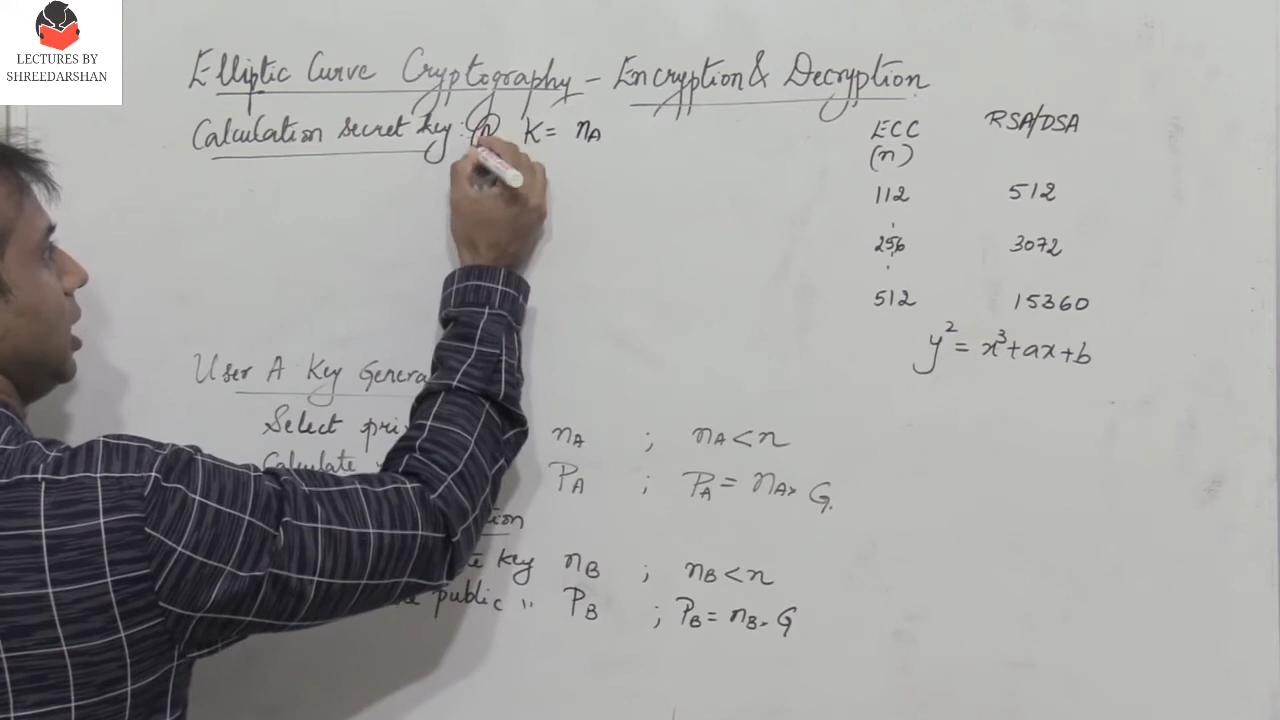 LECTURES BY
SHREEDARSHAN
Elliptic Curve Cryptography - Encryption & Decryption
Calculation secret key : K = nA
ECC RSA/DSA
(n)
112 512
256 3072
512 15360
y² = x³+ax+b
User A Key Genera
Select pri nA ; nA < n
Calculate PA ; PA = nA × G.
tion
te key nB ; nB < n
public " PB ; PB = nB . G